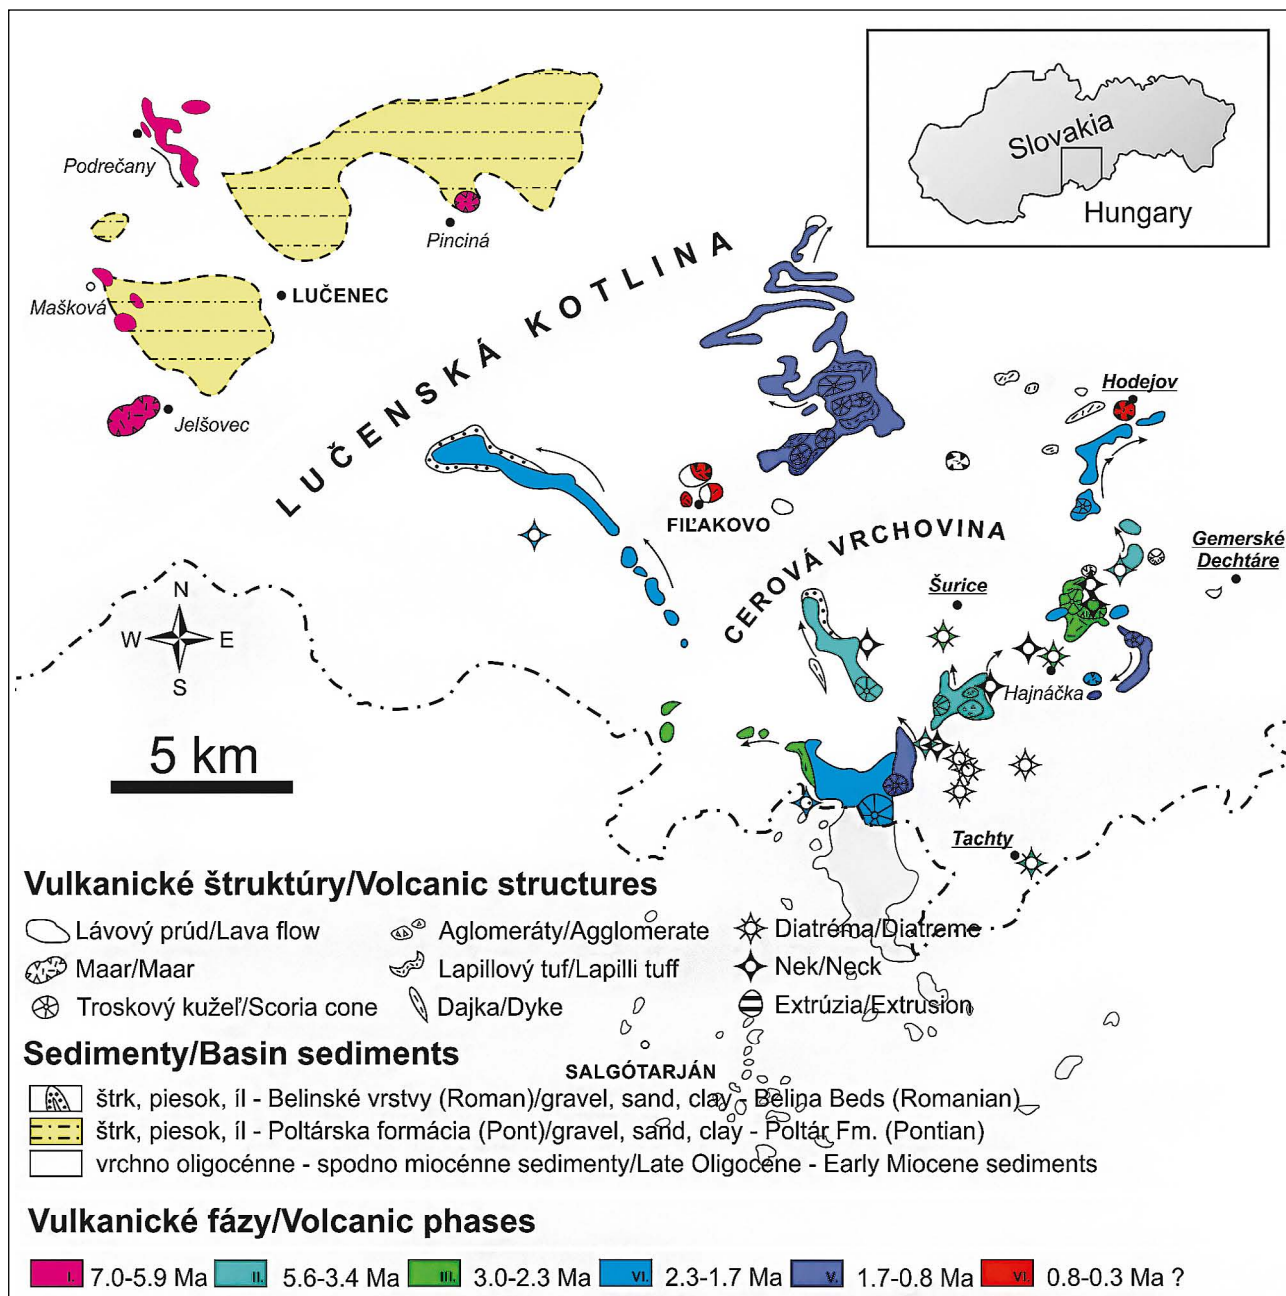 Slovakia
Hungary
Podrečany
Pinciná
Mašková
LUČENEC
Jelšovec
LUČENSKÁ KOTLINA
Hodejov
FIĽAKOVO
CEROVÁ VRCHOVINA
Gemerské
Dechtáre
Šurice
Hajnáčka
N
W E
S
5 km
Tachty
Vulkanické štruktúry/Volcanic structures
Lávový prúd/Lava flow
Aglomeráty/Agglomerate
Diatréma/Diatreme
Maar/Maar
Lapillový tuf/Lapilli tuff
Nek/Neck
Troskový kužeľ/Scoria cone
Dajka/Dyke
Extrúzia/Extrusion
SALGÓTARJÁN
Sedimenty/Basin sediments
štrk, piesok, íl - Belinské vrstvy (Roman)/gravel, sand, clay - Belina Beds (Romanian)
štrk, piesok, íl - Poltárska formácia (Pont)/gravel, sand, clay - Poltár Fm. (Pontian)
vrchno oligocénne - spodno miocénne sedimenty/Late Oligocene - Early Miocene sediments
Vulkanické fázy/Volcanic phases
I. 7.0-5.9 Ma II. 5.6-3.4 Ma III. 3.0-2.3 Ma VI. 2.3-1.7 Ma V. 1.7-0.8 Ma VI. 0.8-0.3 Ma ?